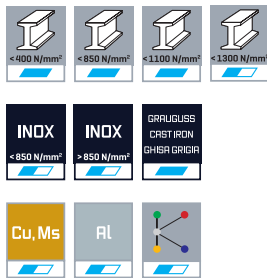 <400 N/mm²
<850 N/mm²
<1100 N/mm²
<1300 N/mm²
INOX
<850 N/mm²
INOX
>850 N/mm²
GRAUGUSS
CAST IRON
GHISA GRIGIA
Cu, Ms
Al